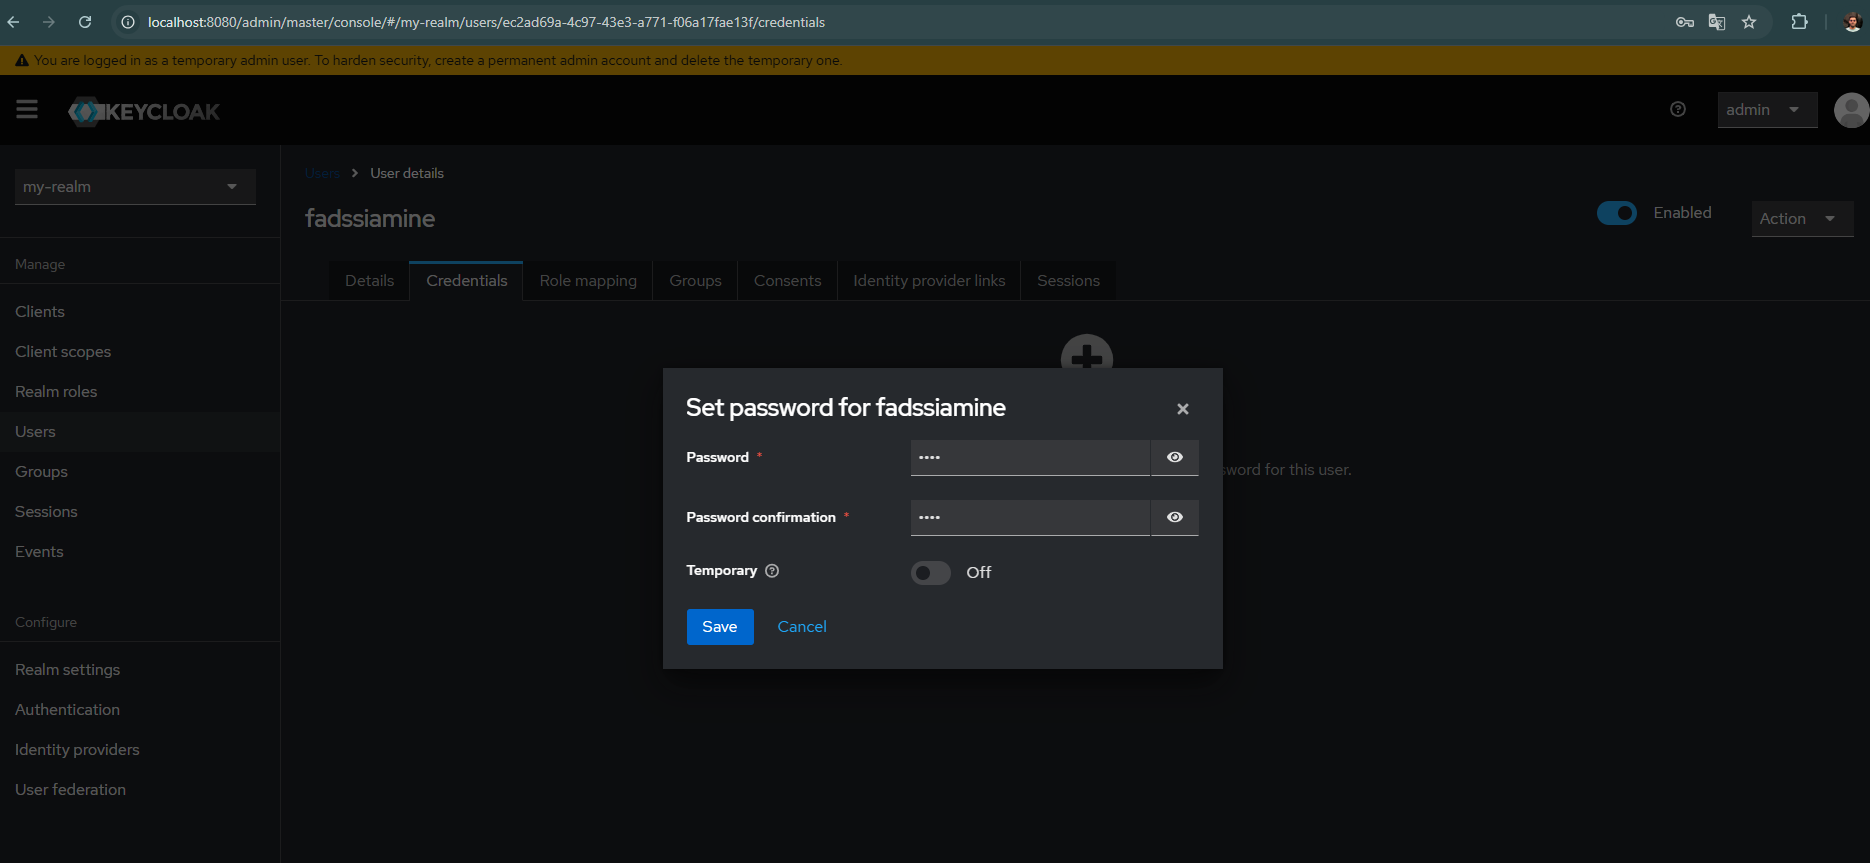 localhost:8080/admin/master/console/#/my-realm/users/ec2ad69a-4c97-43e3-a771-f06a17fae13f/credentials
You are logged in as a temporary admin user. To harden security, create a permanent admin account and delete the temporary one.
KEYCLOAK
admin
my-realm
Users > User details
fadssiamine
Enabled
Action
Manage
Details Credentials Role mapping Groups Consents Identity provider links Sessions
Clients
Client scopes
Realm roles
Users
Groups
Sessions
Events
Configure
Realm settings
Authentication
Identity providers
User federation
Set password for fadssiamine
Password *
••••
sword for this user.
Password confirmation *
••••
Temporary
Off
Save Cancel